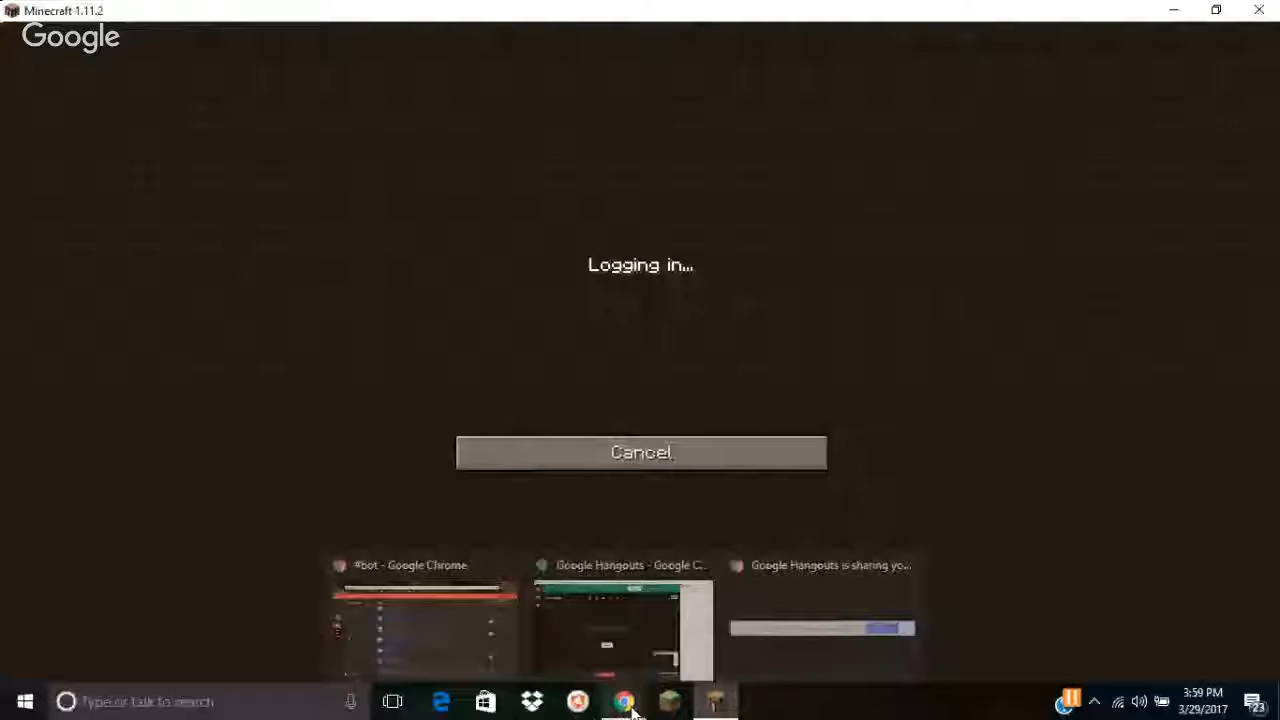 Minecraft 1.11.2
Google
Logging in...
Cancel
#bot - Google Chrome
Google Hangouts - Google C...
Google Hangouts is sharing yo...
Type or talk to search
3:59 PM
3/29/2017
23